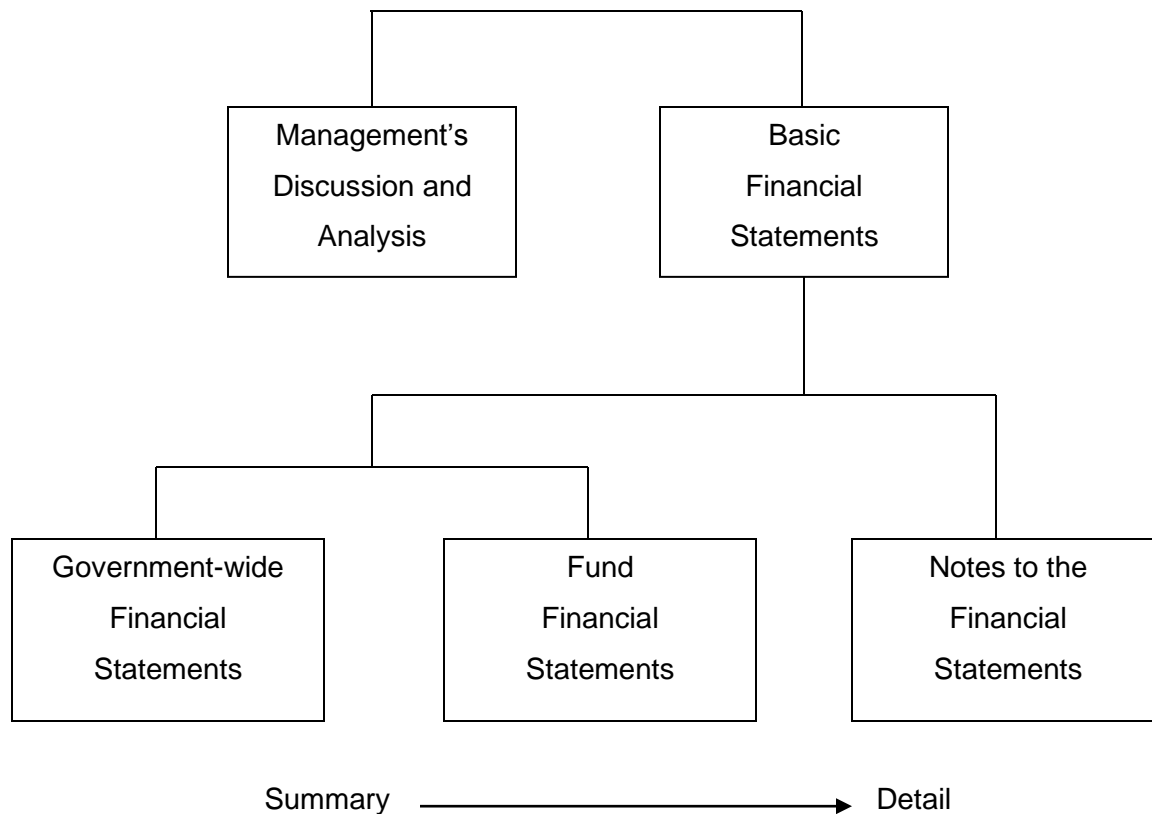 Management’s
Discussion and
Analysis
Basic
Financial
Statements
Government-wide
Financial
Statements
Fund
Financial
Statements
Notes to the
Financial
Statements
Summary
Detail